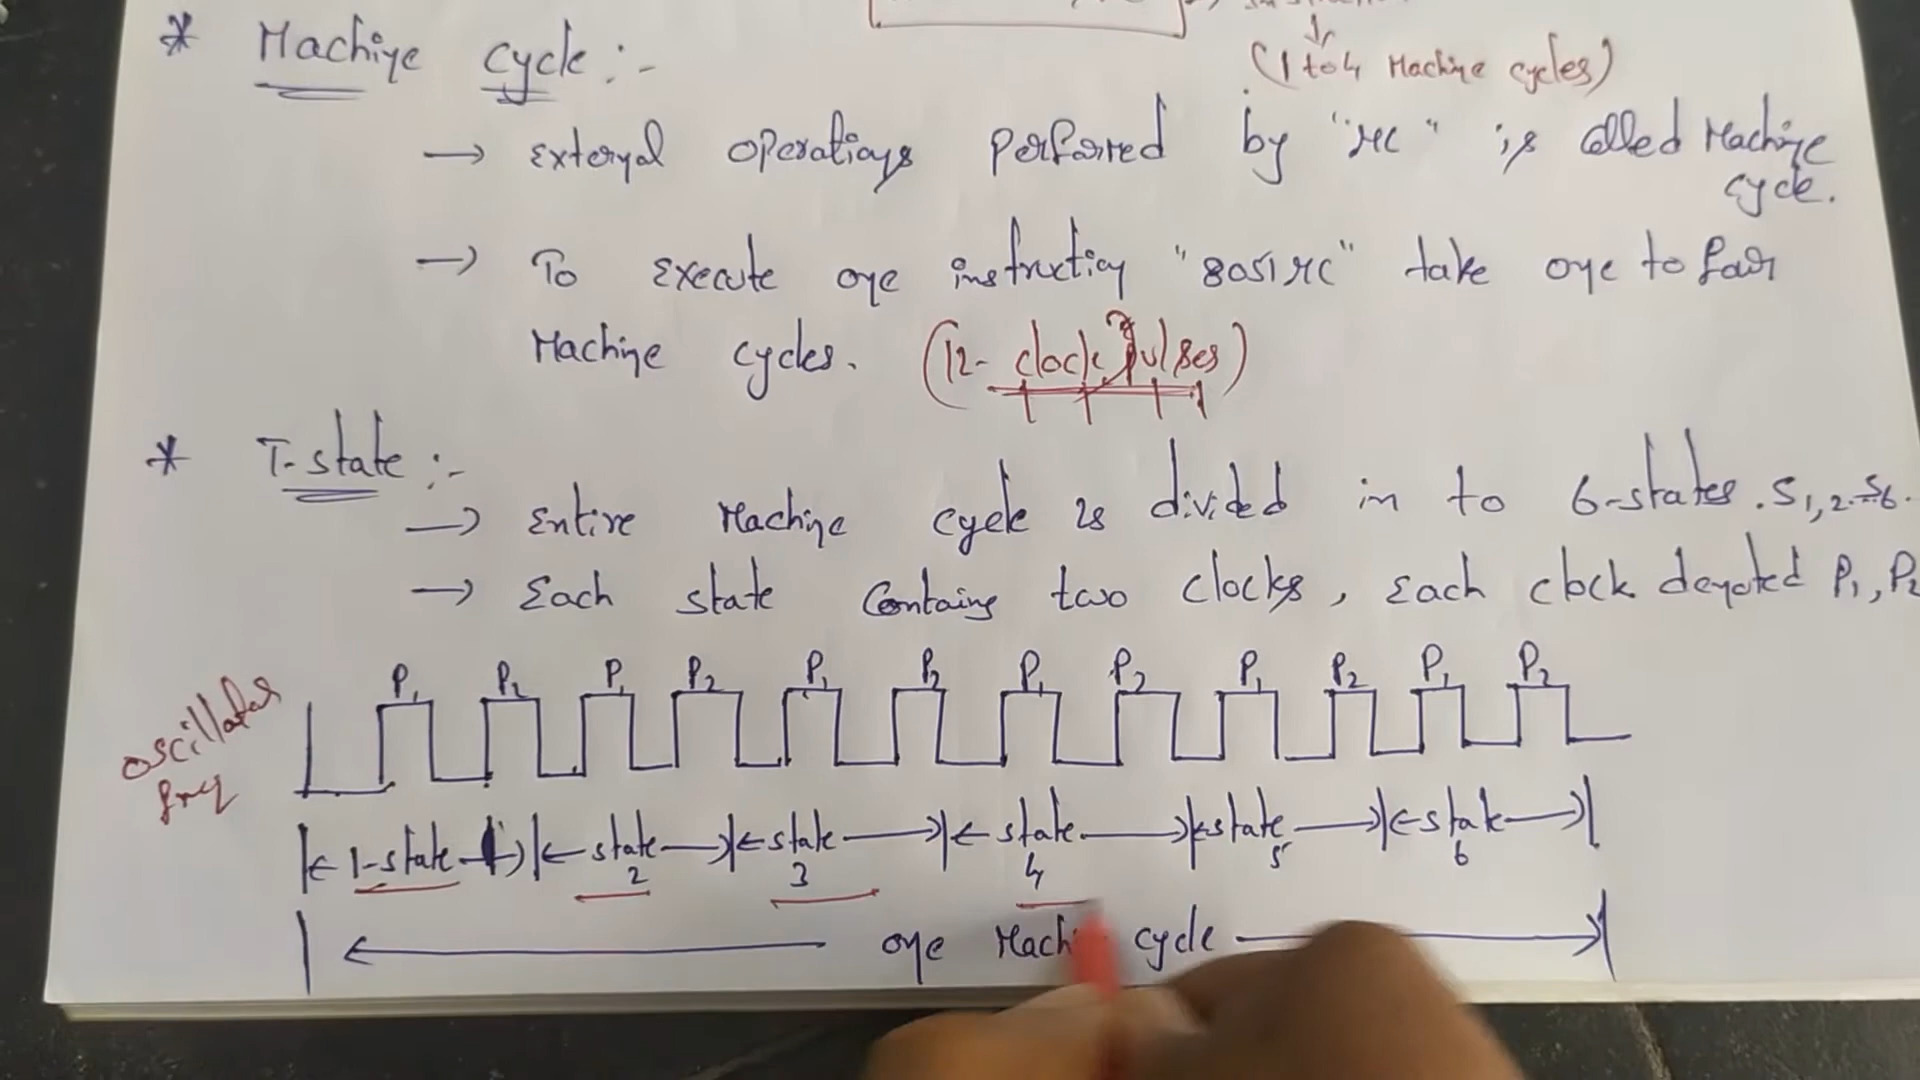 (1 to 4 Machine cycles)
* Machine cycle :-
→ External operations perforred by "MC" is called Machine
cycle.
→ To execute one instruction "8051 MC" take one to four
Machine cycles. (12- clock pulses)
* T-state :-
→ Entire Machine cycle is divided in to 6-states. S1,2..S6.
→ Each state contains two clocks, Each clock denoted P1, P2
P1 P2 P1 P2 P1 P2 P1 P2 P1 P2 P1 P2
oscillator
freq
1-state state 2 state 3 state 4 state 5 state 6
one Machine cycle